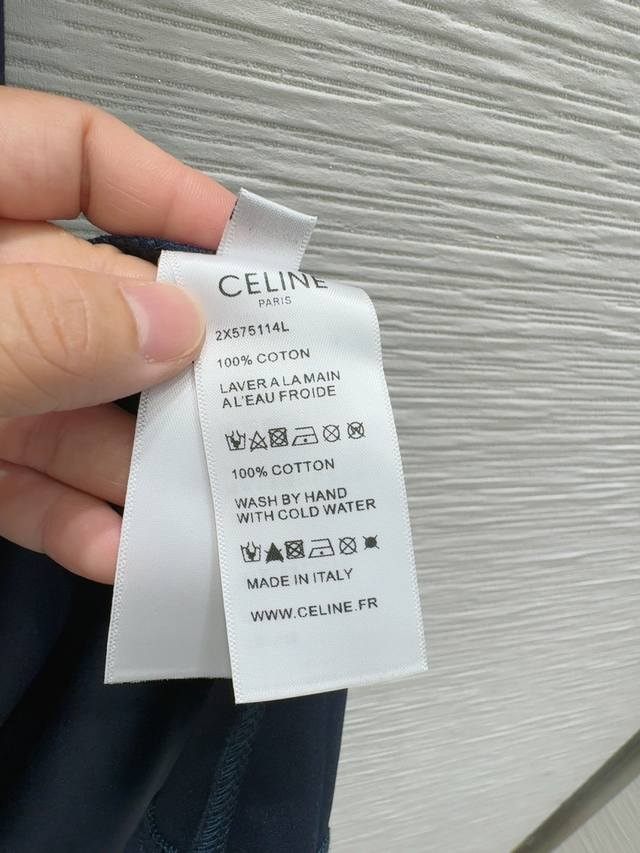 CELINE
PARIS
2X575114L
100% COTON
LAVER A LA MAIN
A L'EAU FROIDE
100% COTTON
WASH BY HAND
WITH COLD WATER
MADE IN ITALY
WWW.CELINE.FR